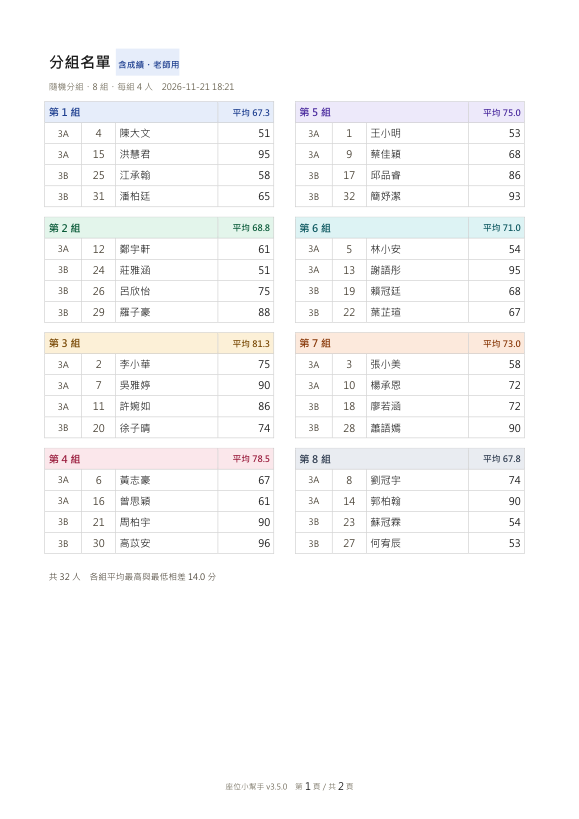 分組名單 含成績・老師用
隨機分組・8 組・每組 4 人 2026-11-21 18:21
第 1 組 平均 67.3
3A 4 陳大文 51
3A 15 洪慧君 95
3B 25 江承翰 58
3B 31 潘柏廷 65
第 2 組 平均 68.8
3A 12 鄭宇軒 61
3B 24 莊雅涵 51
3B 26 呂欣怡 75
3B 29 羅子豪 88
第 3 組 平均 81.3
3A 2 李小華 75
3A 7 吳雅婷 90
3A 11 許婉如 86
3B 20 徐子晴 74
第 4 組 平均 78.5
3A 6 黃志豪 67
3A 16 曾思穎 61
3B 21 周柏宇 90
3B 30 高苡安 96
第 5 組 平均 75.0
3A 1 王小明 53
3A 9 蔡佳穎 68
3B 17 邱品睿 86
3B 32 簡妤潔 93
第 6 組 平均 71.0
3A 5 林小安 54
3A 13 謝語彤 95
3B 19 賴冠廷 68
3B 22 葉芷瑄 67
第 7 組 平均 73.0
3A 3 張小美 58
3A 10 楊承恩 72
3B 18 廖若涵 72
3B 28 蕭語嫣 90
第 8 組 平均 67.8
3A 8 劉冠宇 74
3A 14 郭柏翰 90
3B 23 蘇冠霖 54
3B 27 何宥辰 53
共 32 人 各組平均最高與最低相差 14.0 分
座位小幫手 v3.5.0 第 1 頁 / 共 2 頁